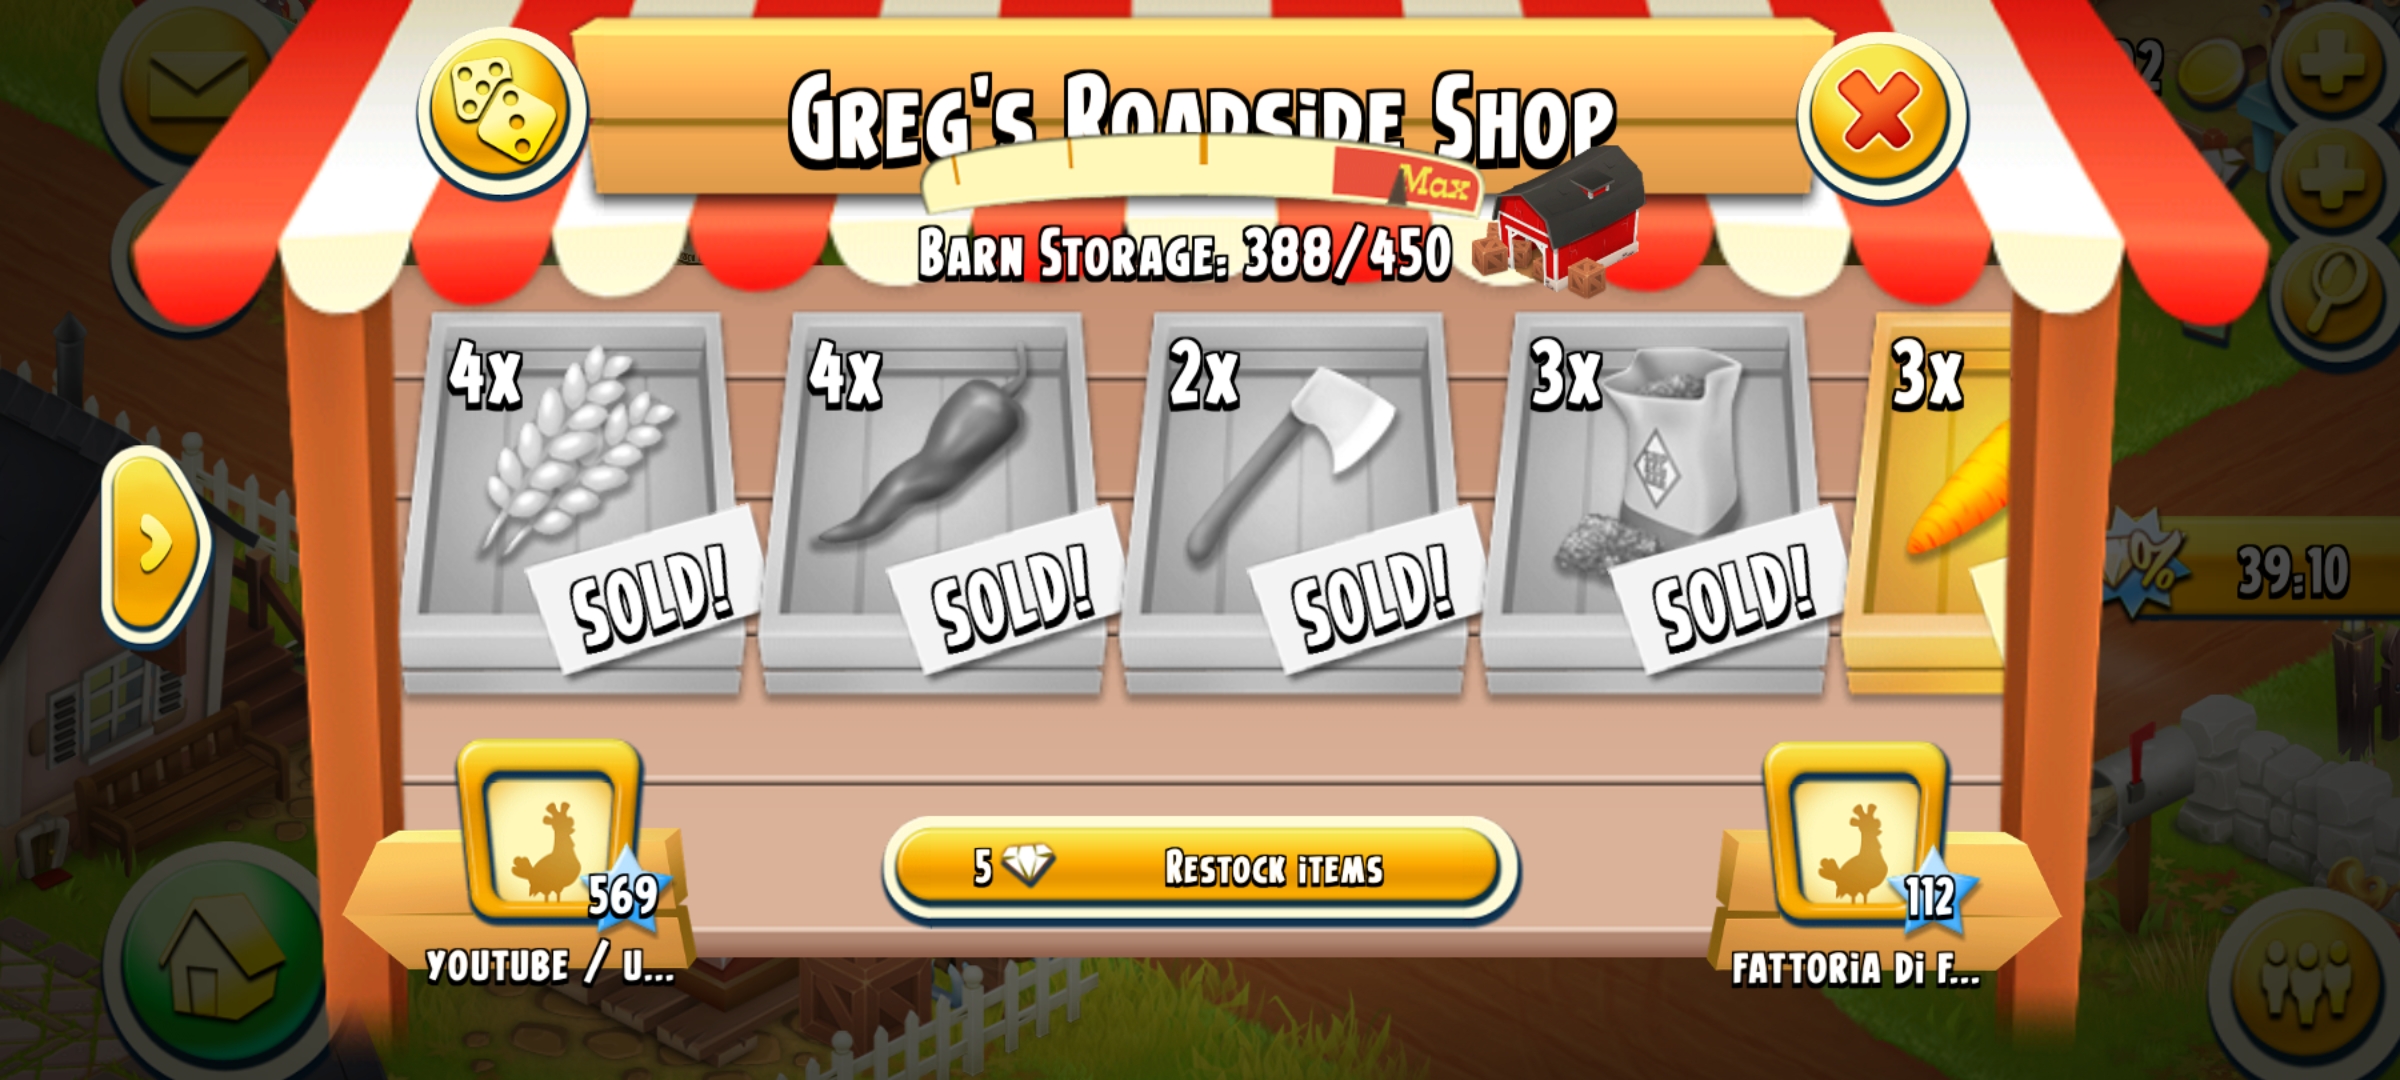 GREG'S ROADSIDE SHOP
Max
BARN STORAGE: 388/450
4x
4x
2x
3x
3x
SOLD!
SOLD!
SOLD!
SOLD!
39:10
5
RESTOCK ITEMS
569
112
YOUTUBE / U...
FATTORIA DI F...